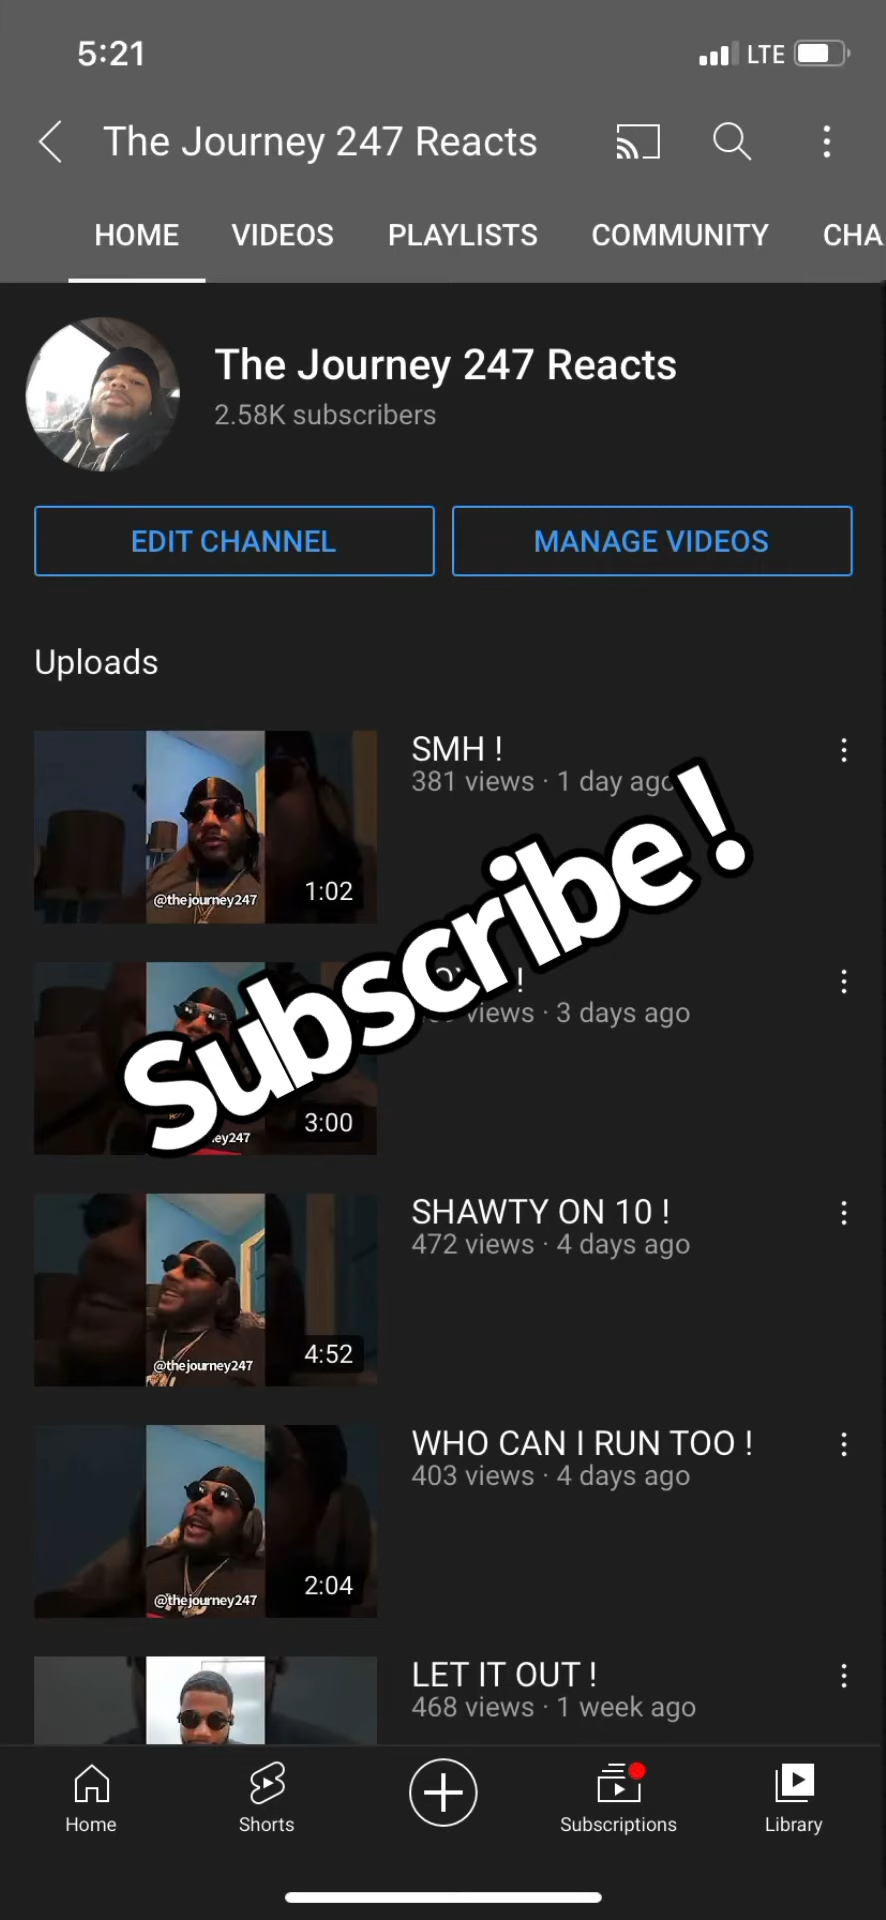 5:21
LTE
The Journey 247 Reacts
HOME VIDEOS PLAYLISTS COMMUNITY CHA
The Journey 247 Reacts
2.58K subscribers
EDIT CHANNEL MANAGE VIDEOS
Uploads
SMH !
381 views · 1 day ago
@thejourney247 1:02
Subscribe!
!
views · 3 days ago
ey247 3:00
SHAWTY ON 10 !
472 views · 4 days ago
@thejourney247 4:52
WHO CAN I RUN TOO !
403 views · 4 days ago
@thejourney247 2:04
LET IT OUT !
468 views · 1 week ago
Home Shorts Subscriptions Library